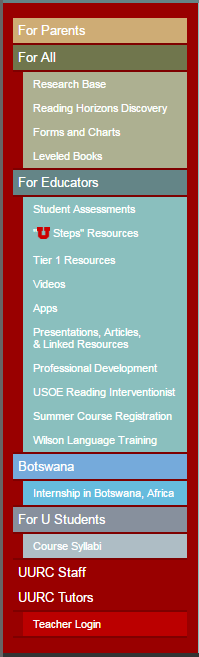 For Parents
For All
Research Base
Reading Horizons Discovery
Forms and Charts
Leveled Books
For Educators
Student Assessments
"U Steps" Resources
Tier 1 Resources
Videos
Apps
Presentations, Articles,
& Linked Resources
Professional Development
USOE Reading Interventionist
Summer Course Registration
Wilson Language Training
Botswana
Internship in Botswana, Africa
For U Students
Course Syllabi
UURC Staff
UURC Tutors
Teacher Login